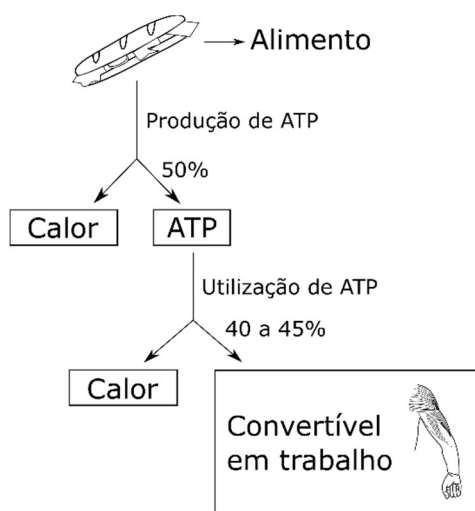 Alimento
Produção de ATP
50%
Calor
ATP
Utilização de ATP
40 a 45%
Calor
Convertível
em trabalho